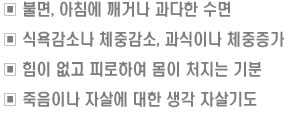 ▣ 불면, 아침에 깨거나 과다한 수면
▣ 식욕감소나 체중감소, 과식이나 체중증가
▣ 힘이 없고 피로하여 몸이 처지는 기분
▣ 죽음이나 자살에 대한 생각 자살기도